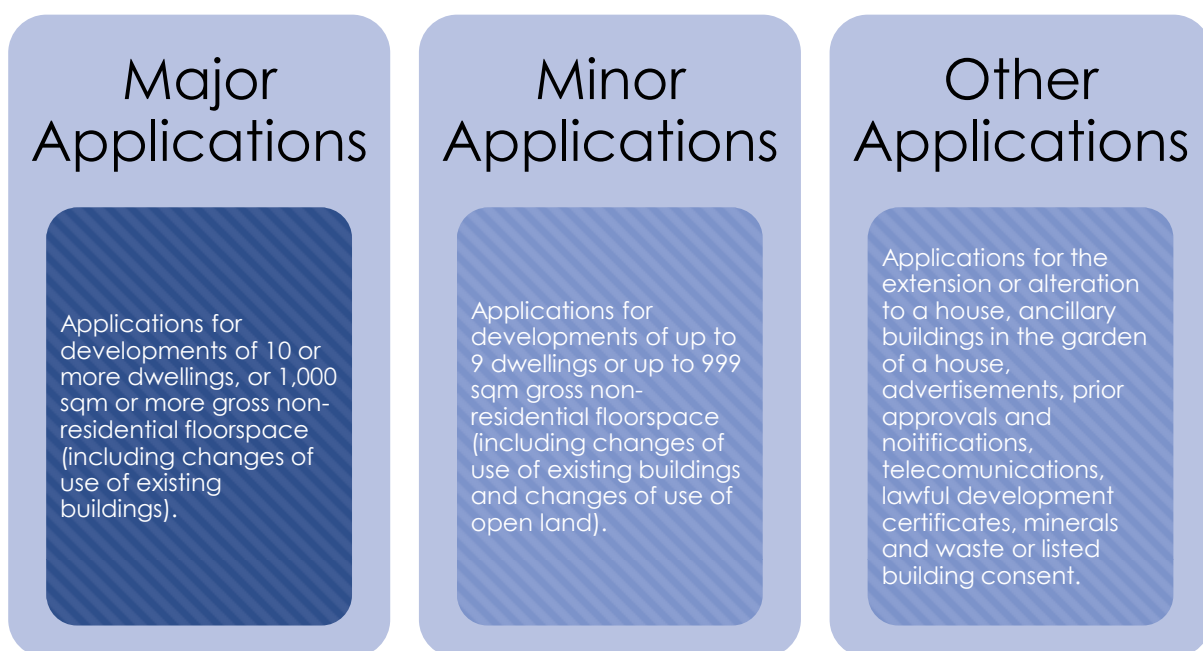 Major
Applications
Applications for
developments of 10 or
more dwellings, or 1,000
sqm or more gross non-
residential floorspace
(including changes of
use of existing
buildings).
Minor
Applications
Applications for
developments of up to
9 dwellings or up to 999
sqm gross non-
residential floorspace
(including changes of
use of existing buildings
and changes of use of
open land).
Other
Applications
Applications for the
extension or alteration
to a house, ancillary
buildings in the garden
of a house,
advertisements, prior
approvals and
noitifications,
telecomunications,
lawful development
certificates, minerals
and waste or listed
building consent.